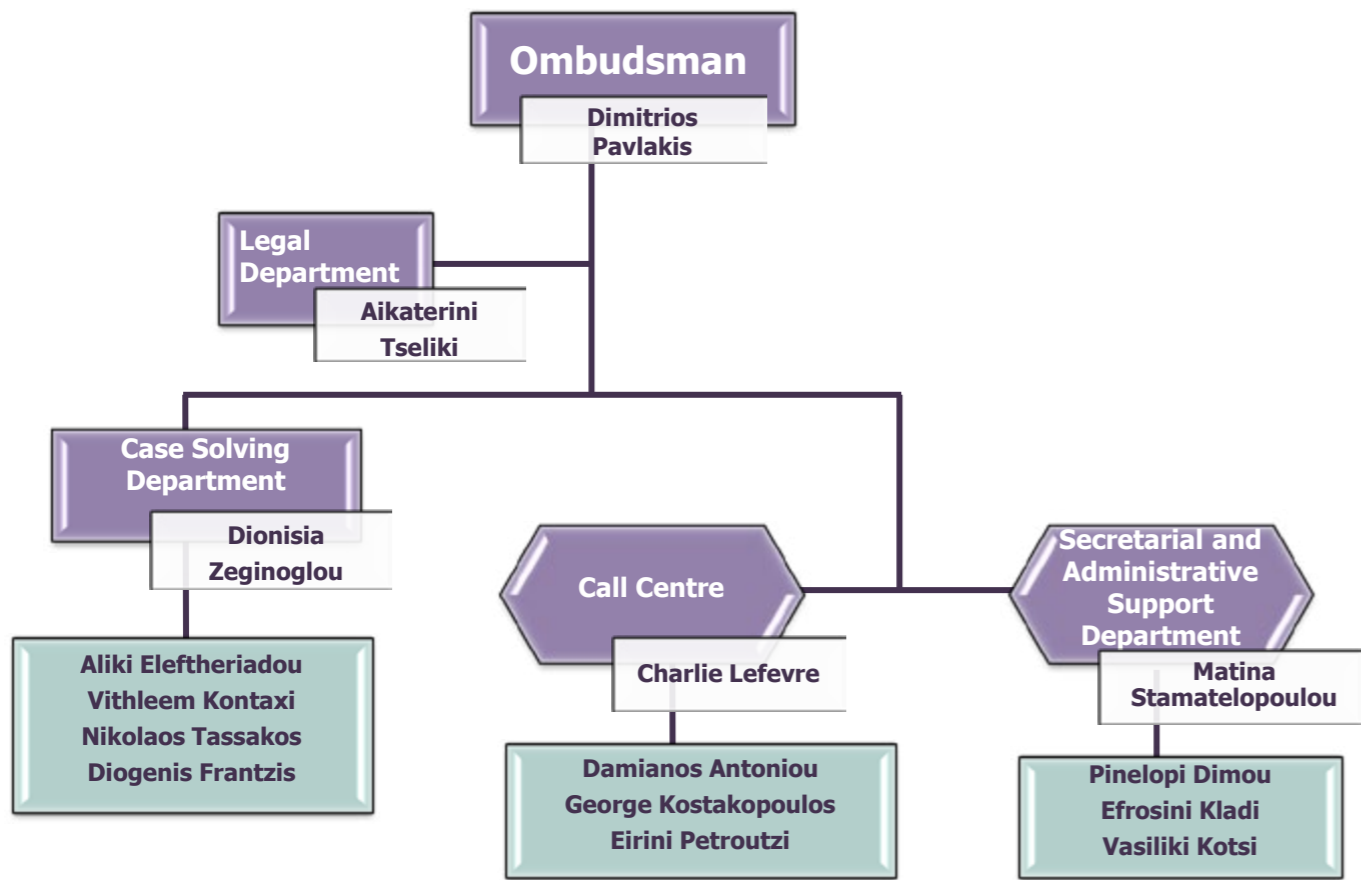 Ombudsman
Dimitrios
Pavlakis
Legal
Department
Aikaterini
Tseliki
Case Solving
Department
Dionisia
Zeginoglou
Aliki Eleftheriadou
Vithleem Kontaxi
Nikolaos Tassakos
Diogenis Frantzis
Call Centre
Charlie Lefevre
Damianos Antoniou
George Kostakopoulos
Eirini Petroutzi
Secretarial and
Administrative
Support
Department
Matina
Stamatelopoulou
Pinelopi Dimou
Efrosini Kladi
Vasiliki Kotsi